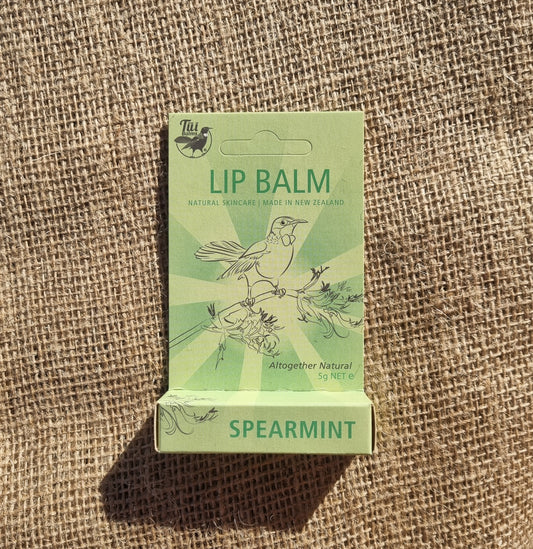 Tui
LIP BALM
NATURAL SKINCARE | MADE IN NEW ZEALAND
Altogether Natural
5g NET e
SPEARMINT